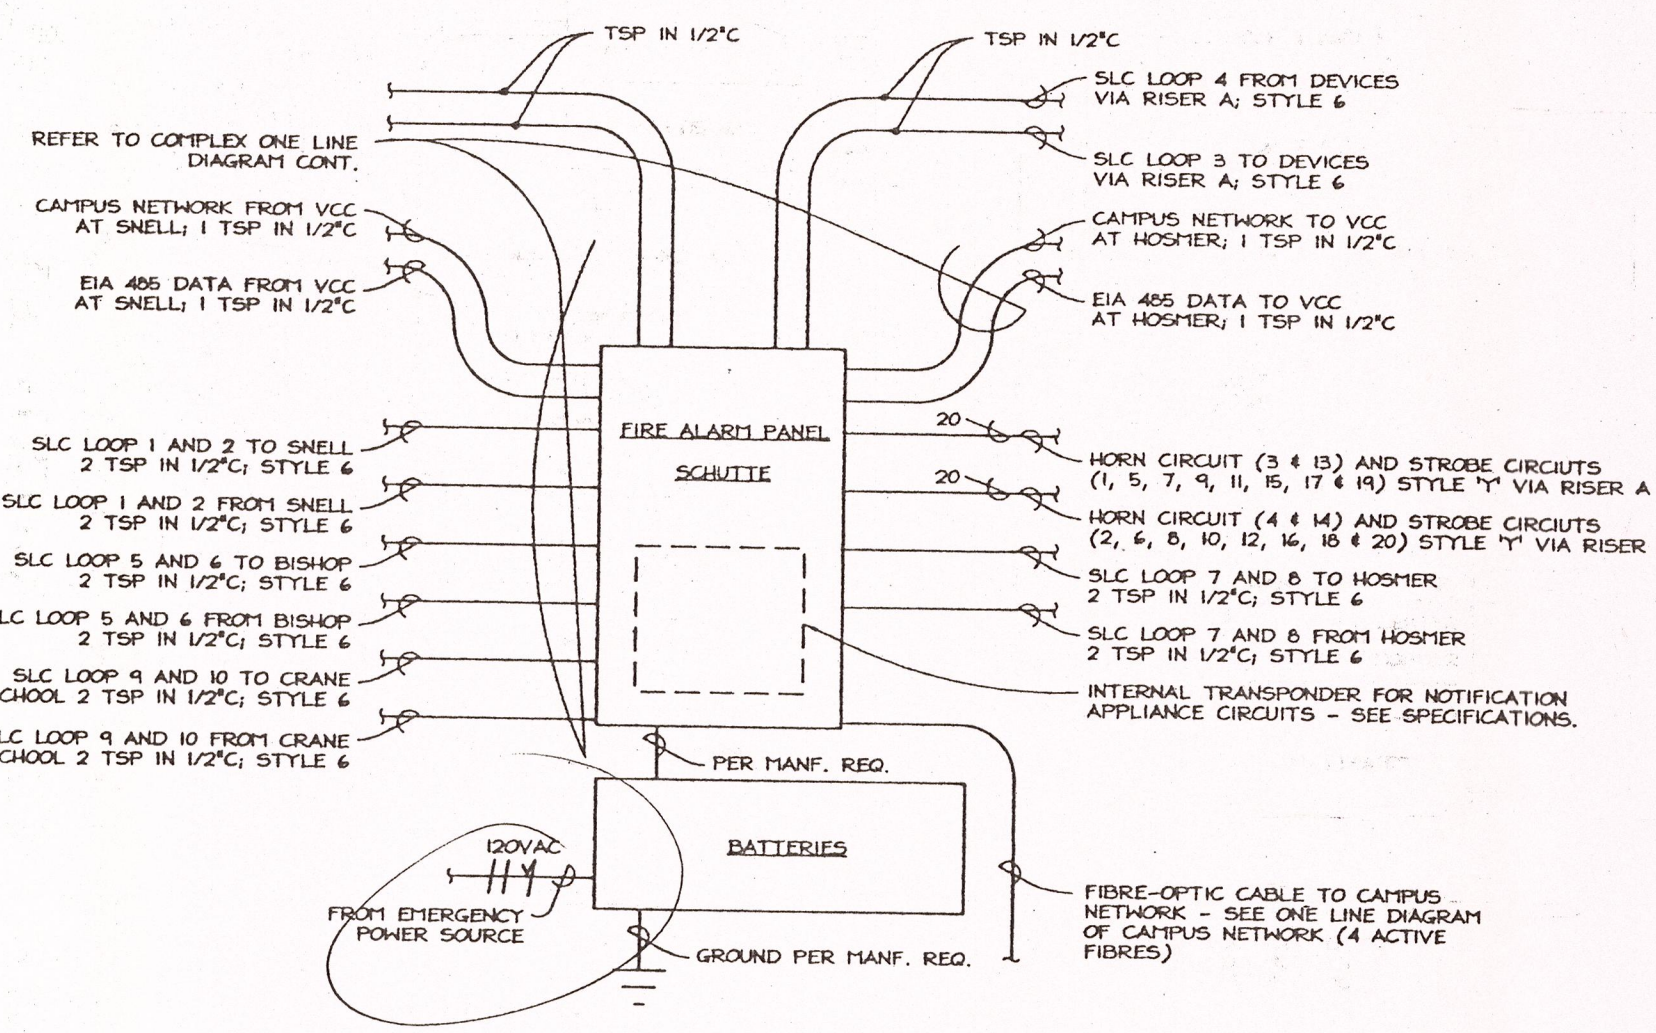 TSP IN 1/2"C
TSP IN 1/2"C
SLC LOOP 4 FROM DEVICES
VIA RISER A; STYLE 6
REFER TO COMPLEX ONE LINE
DIAGRAM CONT.
SLC LOOP 3 TO DEVICES
VIA RISER A; STYLE 6
CAMPUS NETWORK FROM VCC
AT SNELL; 1 TSP IN 1/2"C
CAMPUS NETWORK TO VCC
AT HOSMER; 1 TSP IN 1/2"C
EIA 485 DATA FROM VCC
AT SNELL; 1 TSP IN 1/2"C
EIA 485 DATA TO VCC
AT HOSMER; 1 TSP IN 1/2"C
FIRE ALARM PANEL
SCHUTTE
SLC LOOP 1 AND 2 TO SNELL
2 TSP IN 1/2"C; STYLE 6
SLC LOOP 1 AND 2 FROM SNELL
2 TSP IN 1/2"C; STYLE 6
SLC LOOP 5 AND 6 TO BISHOP
2 TSP IN 1/2"C; STYLE 6
LC LOOP 5 AND 6 FROM BISHOP
2 TSP IN 1/2"C; STYLE 6
SLC LOOP 9 AND 10 TO CRANE
CHOOL 2 TSP IN 1/2"C; STYLE 6
LC LOOP 9 AND 10 FROM CRANE
CHOOL 2 TSP IN 1/2"C; STYLE 6
20
HORN CIRCUIT (3 & 13) AND STROBE CIRCIUTS
(1, 5, 7, 9, 11, 15, 17 & 19) STYLE 'Y' VIA RISER A
20
HORN CIRCUIT (4 & 14) AND STROBE CIRCIUTS
(2, 6, 8, 10, 12, 16, 18 & 20) STYLE 'Y' VIA RISER
SLC LOOP 7 AND 8 TO HOSMER
2 TSP IN 1/2"C; STYLE 6
SLC LOOP 7 AND 8 FROM HOSMER
2 TSP IN 1/2"C; STYLE 6
INTERNAL TRANSPONDER FOR NOTIFICATION
APPLIANCE CIRCUITS - SEE SPECIFICATIONS.
PER MANF. REQ.
BATTERIES
120VAC
FROM EMERGENCY
POWER SOURCE
GROUND PER MANF. REQ.
FIBRE-OPTIC CABLE TO CAMPUS
NETWORK - SEE ONE LINE DIAGRAM
OF CAMPUS NETWORK (4 ACTIVE
FIBRES)